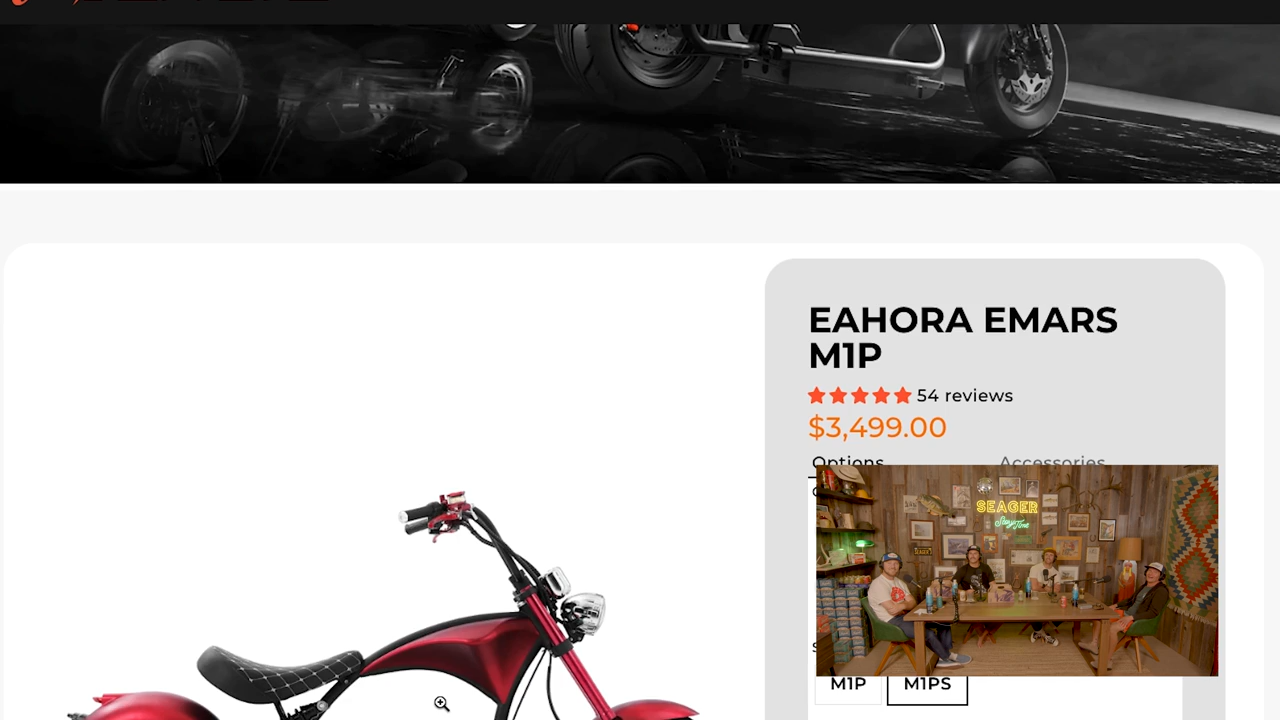 EAHORA EMARS
M1P
54 reviews
$3,499.00
Options
Accessories
SEAGER
M1P
M1PS